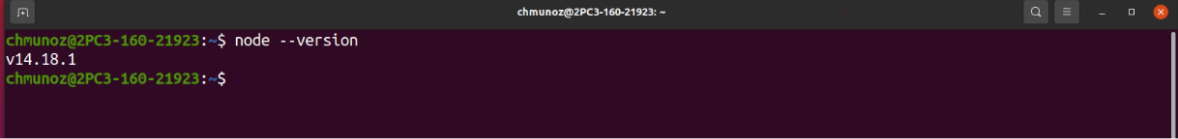 chmunoz@2PC3-160-21923: ~
chmunoz@2PC3-160-21923:~$ node --version
v14.18.1
chmunoz@2PC3-160-21923:~$